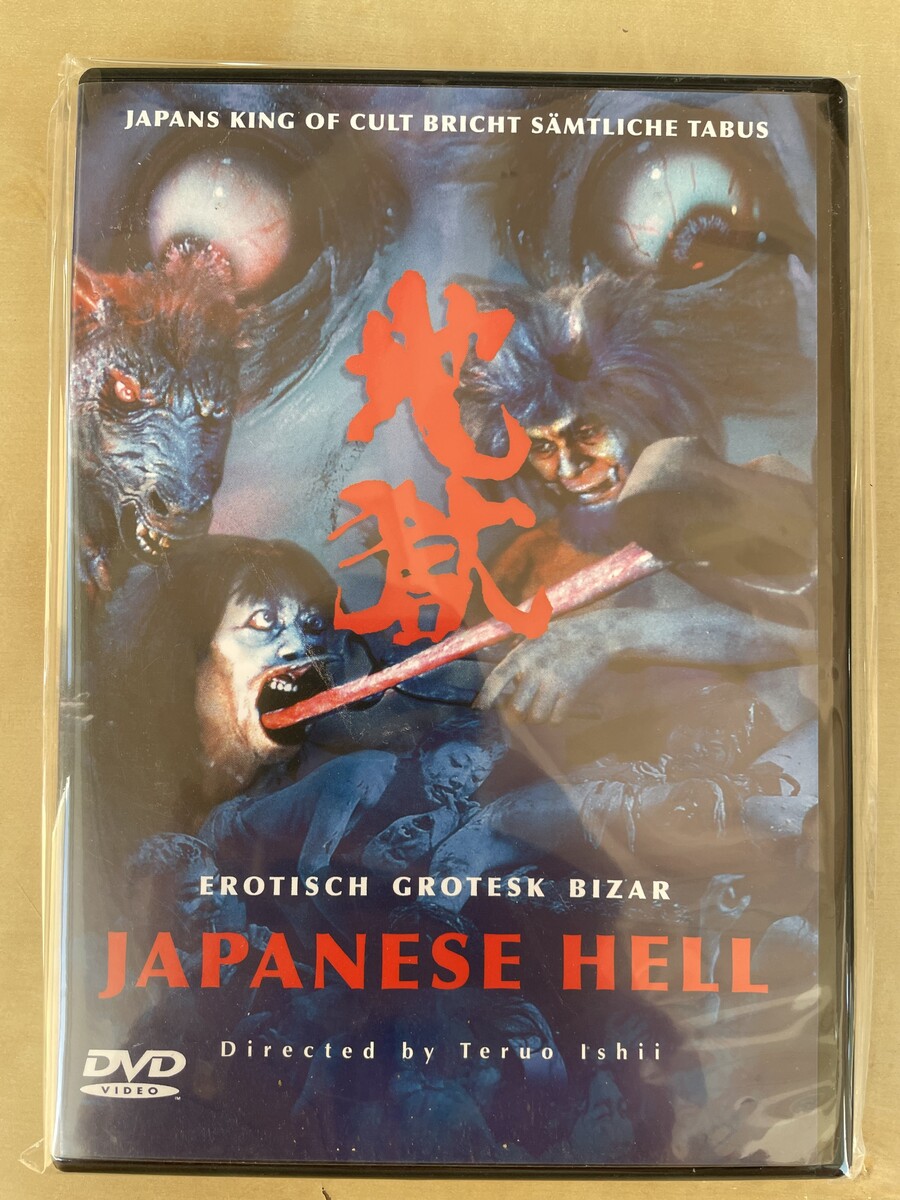 JAPANS KING OF CULT BRICHT SÄMTLICHE TABUS
地獄
EROTISCH GROTESK BIZAR
JAPANESE HELL
Directed by Teruo Ishii
DVD
VIDEO
TM